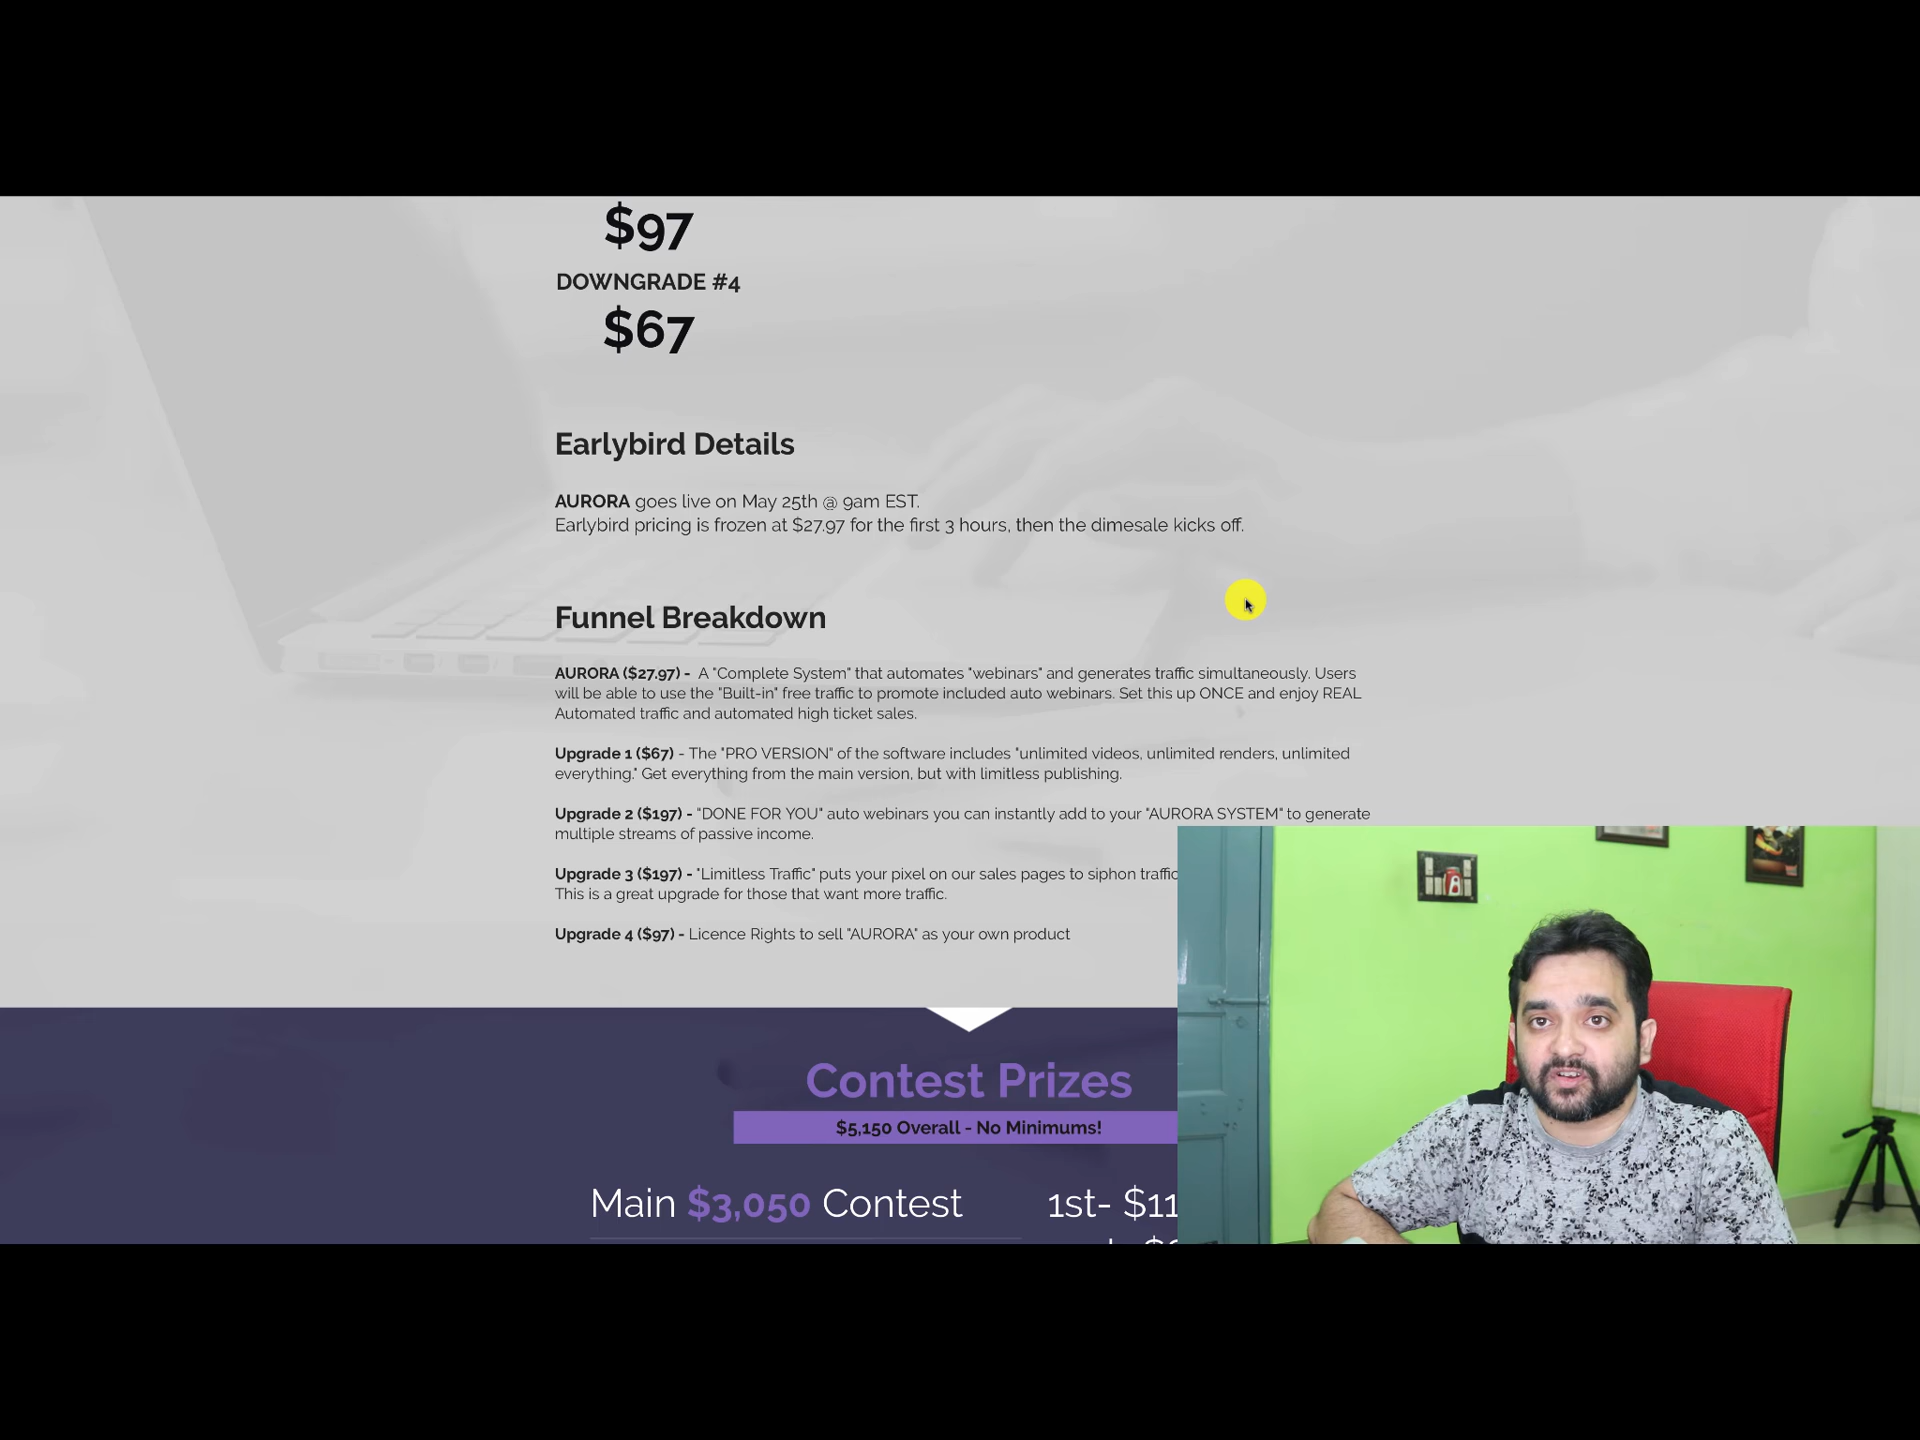 $97
DOWNGRADE #4
$67
Earlybird Details
AURORA goes live on May 25th @ 9am EST.
Earlybird pricing is frozen at $27.97 for the first 3 hours, then the dimesale kicks off.
Funnel Breakdown
AURORA ($27.97) - A "Complete System" that automates "webinars" and generates traffic simultaneously. Users
will be able to use the "Built-in" free traffic to promote included auto webinars. Set this up ONCE and enjoy REAL
Automated traffic and automated high ticket sales.
Upgrade 1 ($67) - The "PRO VERSION" of the software includes "unlimited videos, unlimited renders, unlimited
everything." Get everything from the main version, but with limitless publishing.
Upgrade 2 ($197) - "DONE FOR YOU" auto webinars you can instantly add to your "AURORA SYSTEM" to generate
multiple streams of passive income.
Upgrade 3 ($197) - "Limitless Traffic" puts your pixel on our sales pages to siphon traffic
This is a great upgrade for those that want more traffic.
Upgrade 4 ($97) - Licence Rights to sell "AURORA" as your own product
Contest Prizes
$5,150 Overall - No Minimums!
Main $3,050 Contest
1st- $11